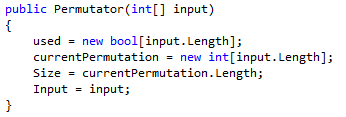 public Permutator(int[] input)
{
    used = new bool[input.Length];
    currentPermutation = new int[input.Length];
    Size = currentPermutation.Length;
    Input = input;
}